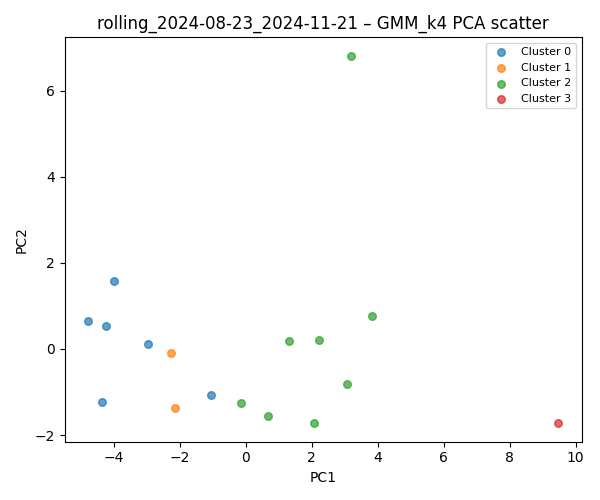 rolling_2024-08-23_2024-11-21 – GMM_k4 PCA scatter
Cluster 0
Cluster 1
Cluster 2
Cluster 3
PC2
6
4
2
0
−2
−4
−2
0
2
4
6
8
10
PC1